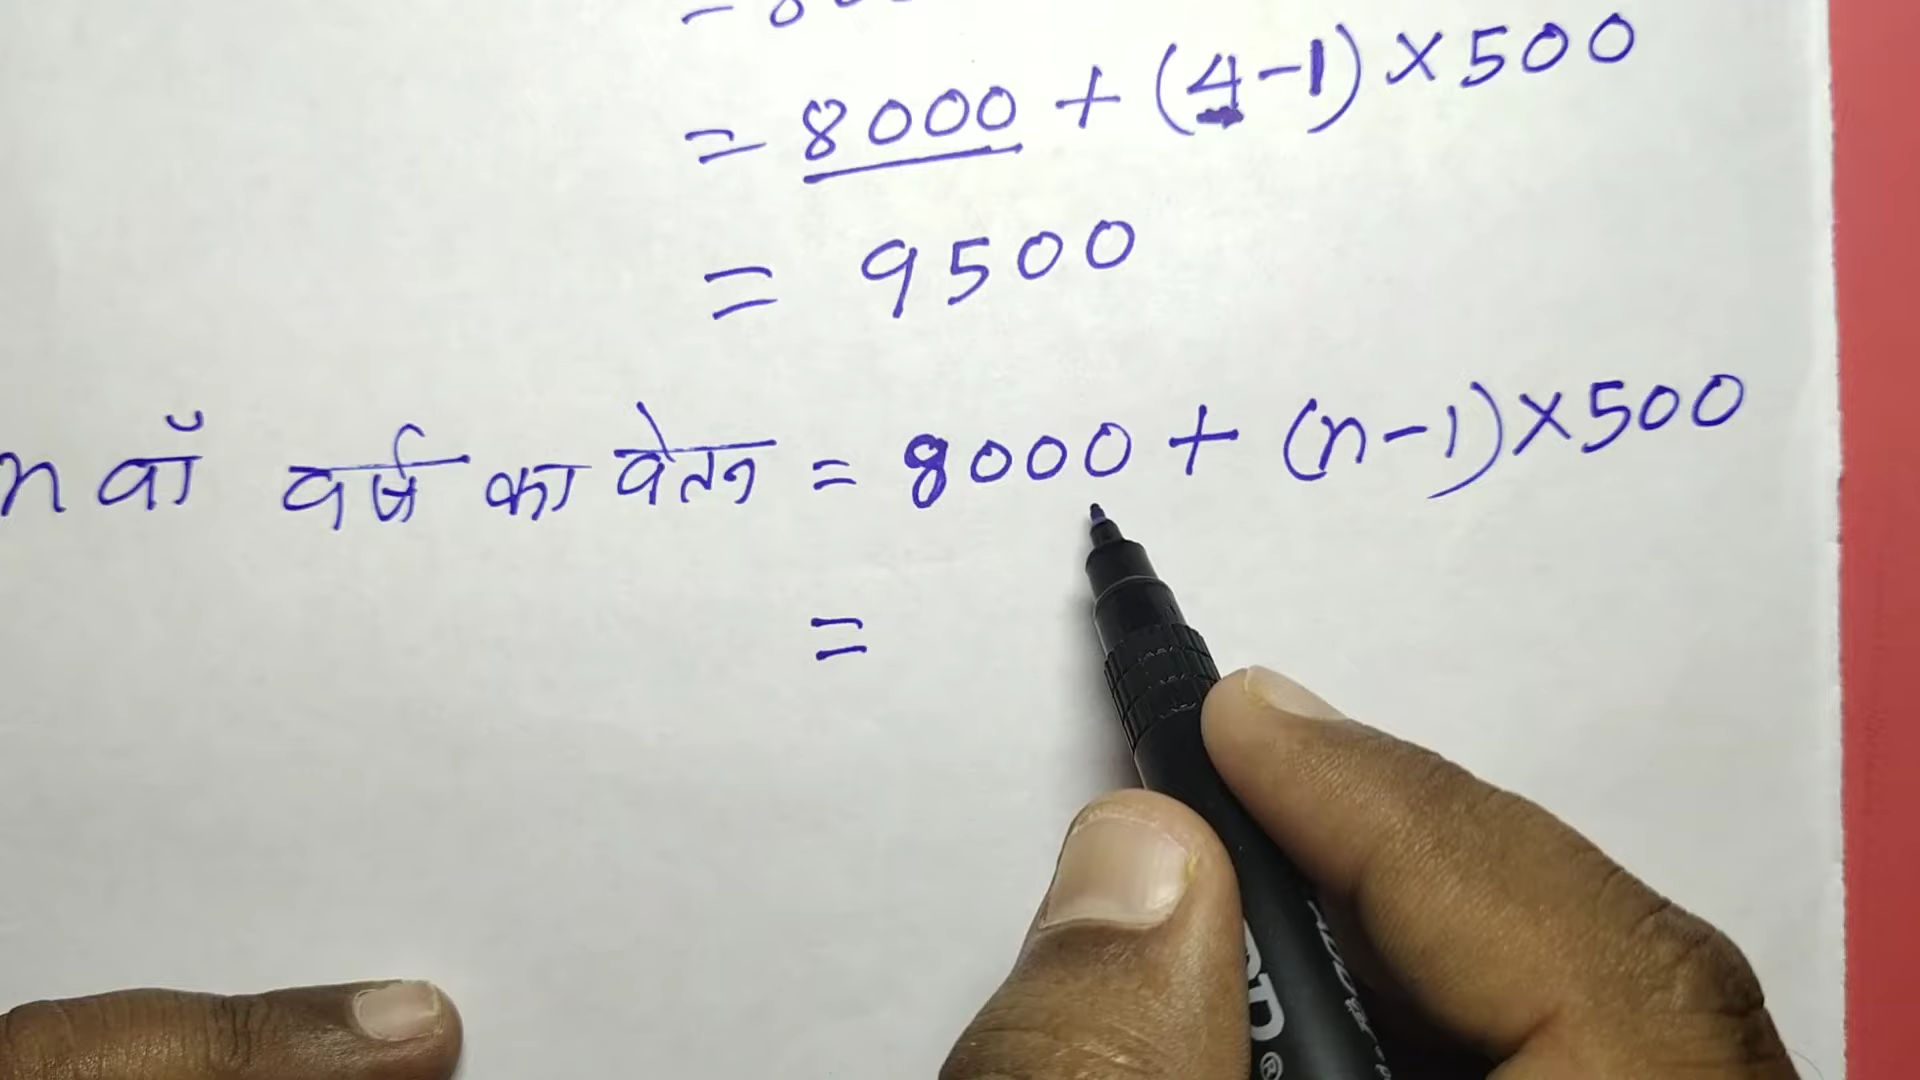 = 8000 + (4-1) × 500
= 9500
n वाँ वर्ष का वेतन = 8000 + (n-1) × 500
=